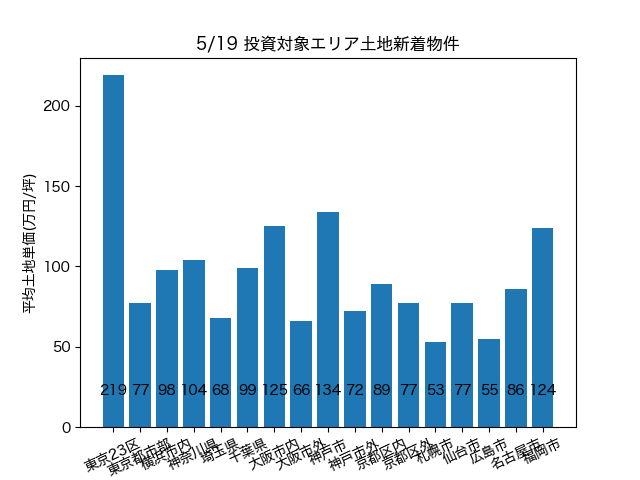 5/19 投資対象エリア土地新着物件
平均土地単価(万円/坪)
200
150
100
50
0
219 77 98 104 68 99 125 66 134 72 89 77 53 77 55 86 124
東京23区 東京都市部 横浜市内 神奈川県 埼玉県 千葉県 大阪市内 大阪市外 神戸市 神戸市外 京都区内 京都区外 札幌市 仙台市 広島市 名古屋市 福岡市